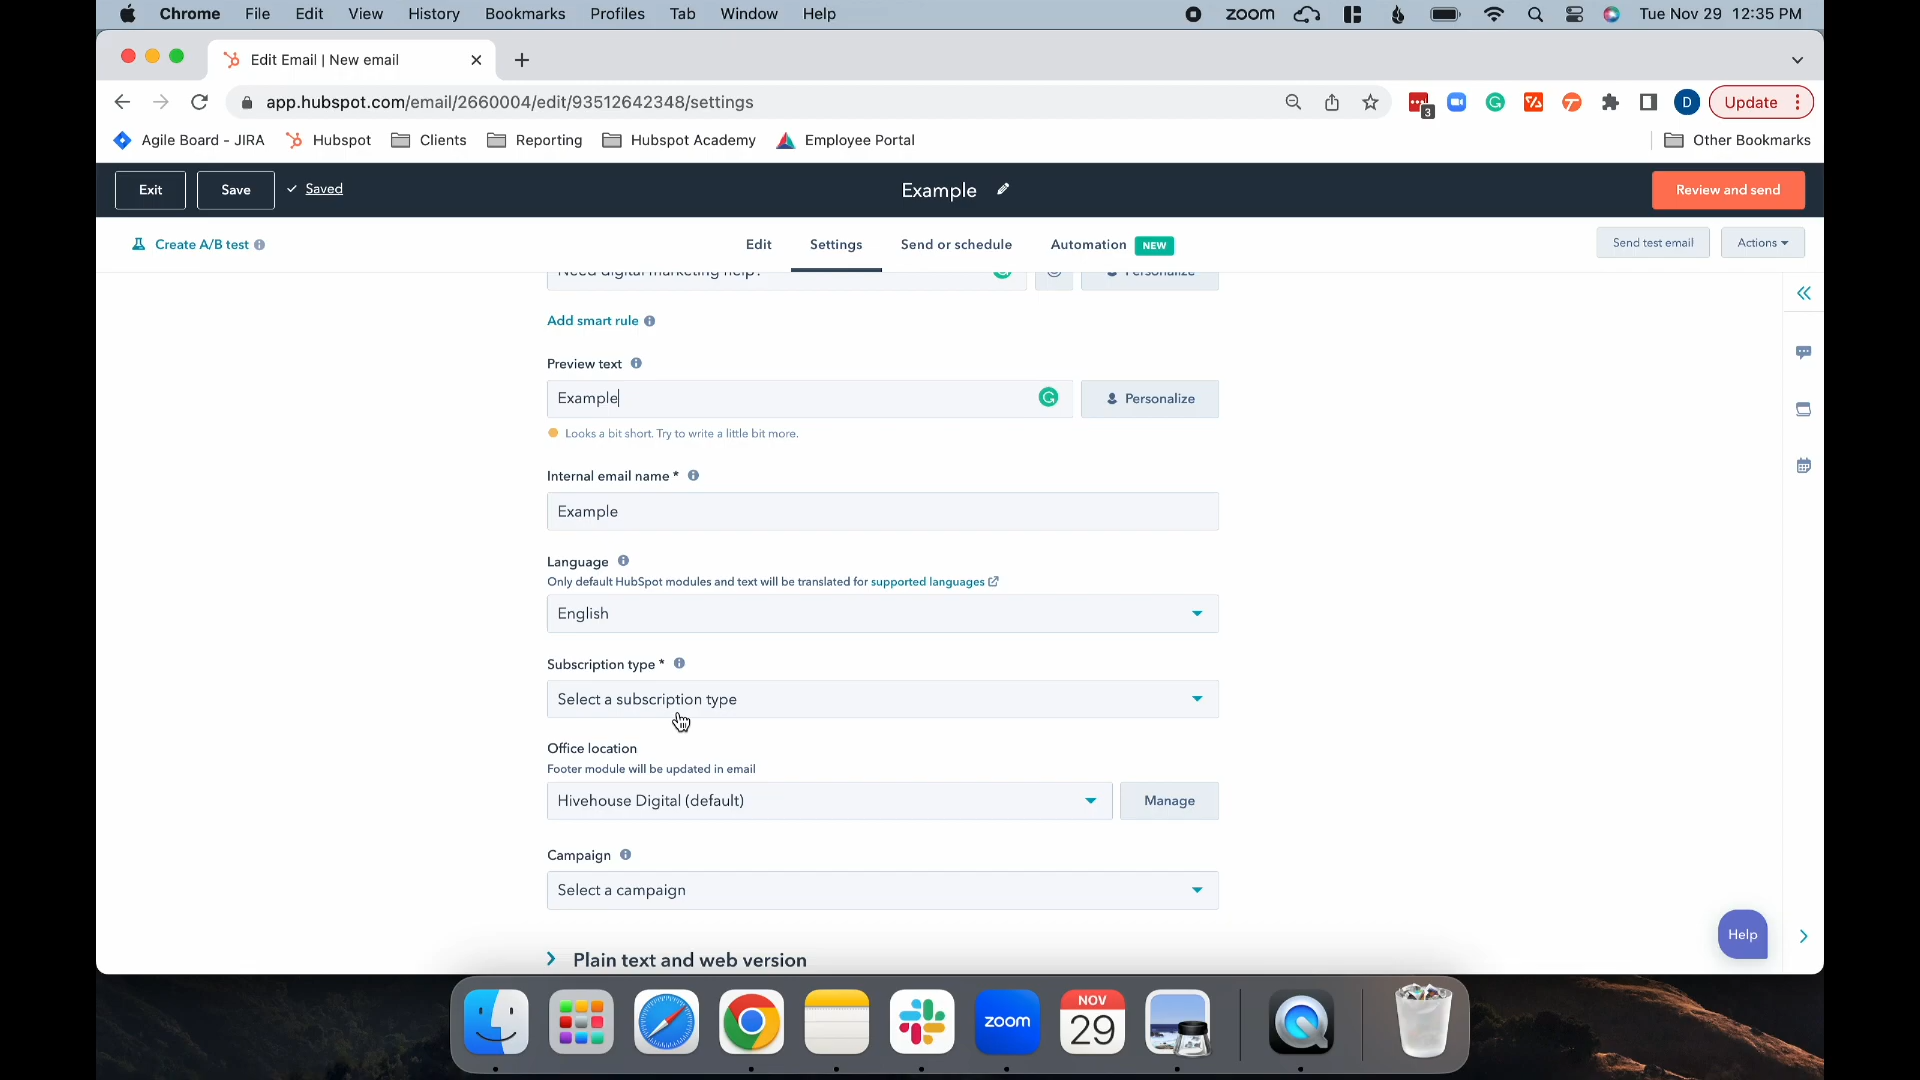 Chrome File Edit View History Bookmarks Profiles Tab Window Help zoom Tue Nov 29 12:35 PM
Edit Email | New email
app.hubspot.com/email/2660004/edit/93512642348/settings 3 D Update
Agile Board - JIRA Hubspot Clients Reporting Hubspot Academy Employee Portal Other Bookmarks
Exit Save Saved Example Review and send
Create A/B test Edit Settings Send or schedule Automation NEW Send test email Actions
Need digital marketing help? Personalize
Add smart rule
Preview text
Example Personalize
Looks a bit short. Try to write a little bit more.
Internal email name *
Example
Language
Only default HubSpot modules and text will be translated for supported languages
English
Subscription type *
Select a subscription type
Office location
Footer module will be updated in email
Hivehouse Digital (default) Manage
Campaign
Select a campaign
Help
Plain text and web version
zoom NOV 29